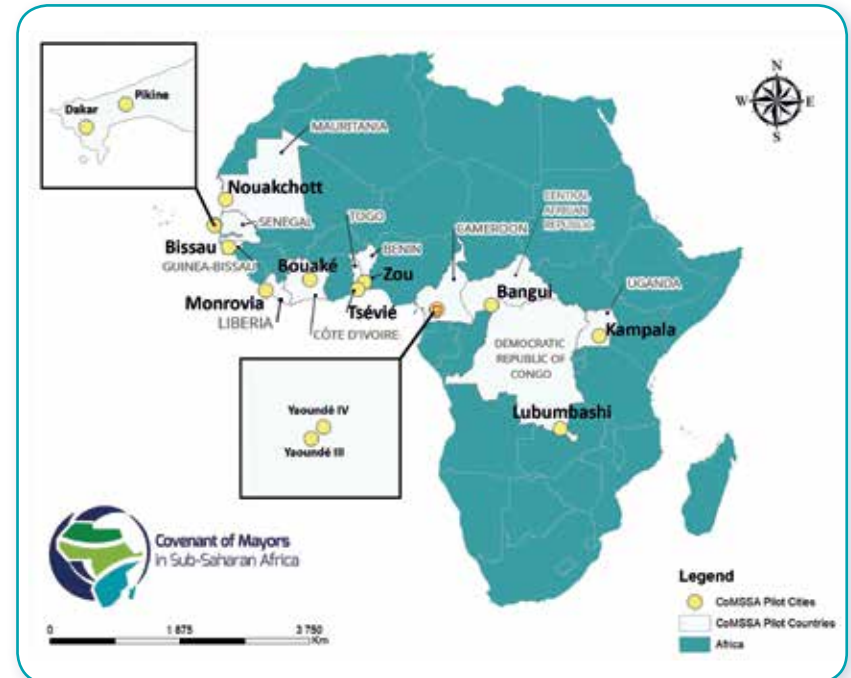 Dakar
Pikine
N
W
E
S
MAURITANIA
Nouakchott
SENEGAL
TOGO
CENTRAL
AFRICAN
REPUBLIC
CAMEROON
Bissau
GUINEA-BISSAU
BENIN
Bouaké
Zou
UGANDA
Bangui
Monrovia
LIBERIA
Tsévié
CÔTE D'IVOIRE
Kampala
DEMOCRATIC
REPUBLIC OF
CONGO
Yaoundé IV
Yaoundé III
Lubumbashi
Covenant of Mayors
in Sub-Saharan Africa
Legend
CoMSSA Pilot Cities
CoMSSA Pilot Countries
Africa
0 1 875 3 750
Km